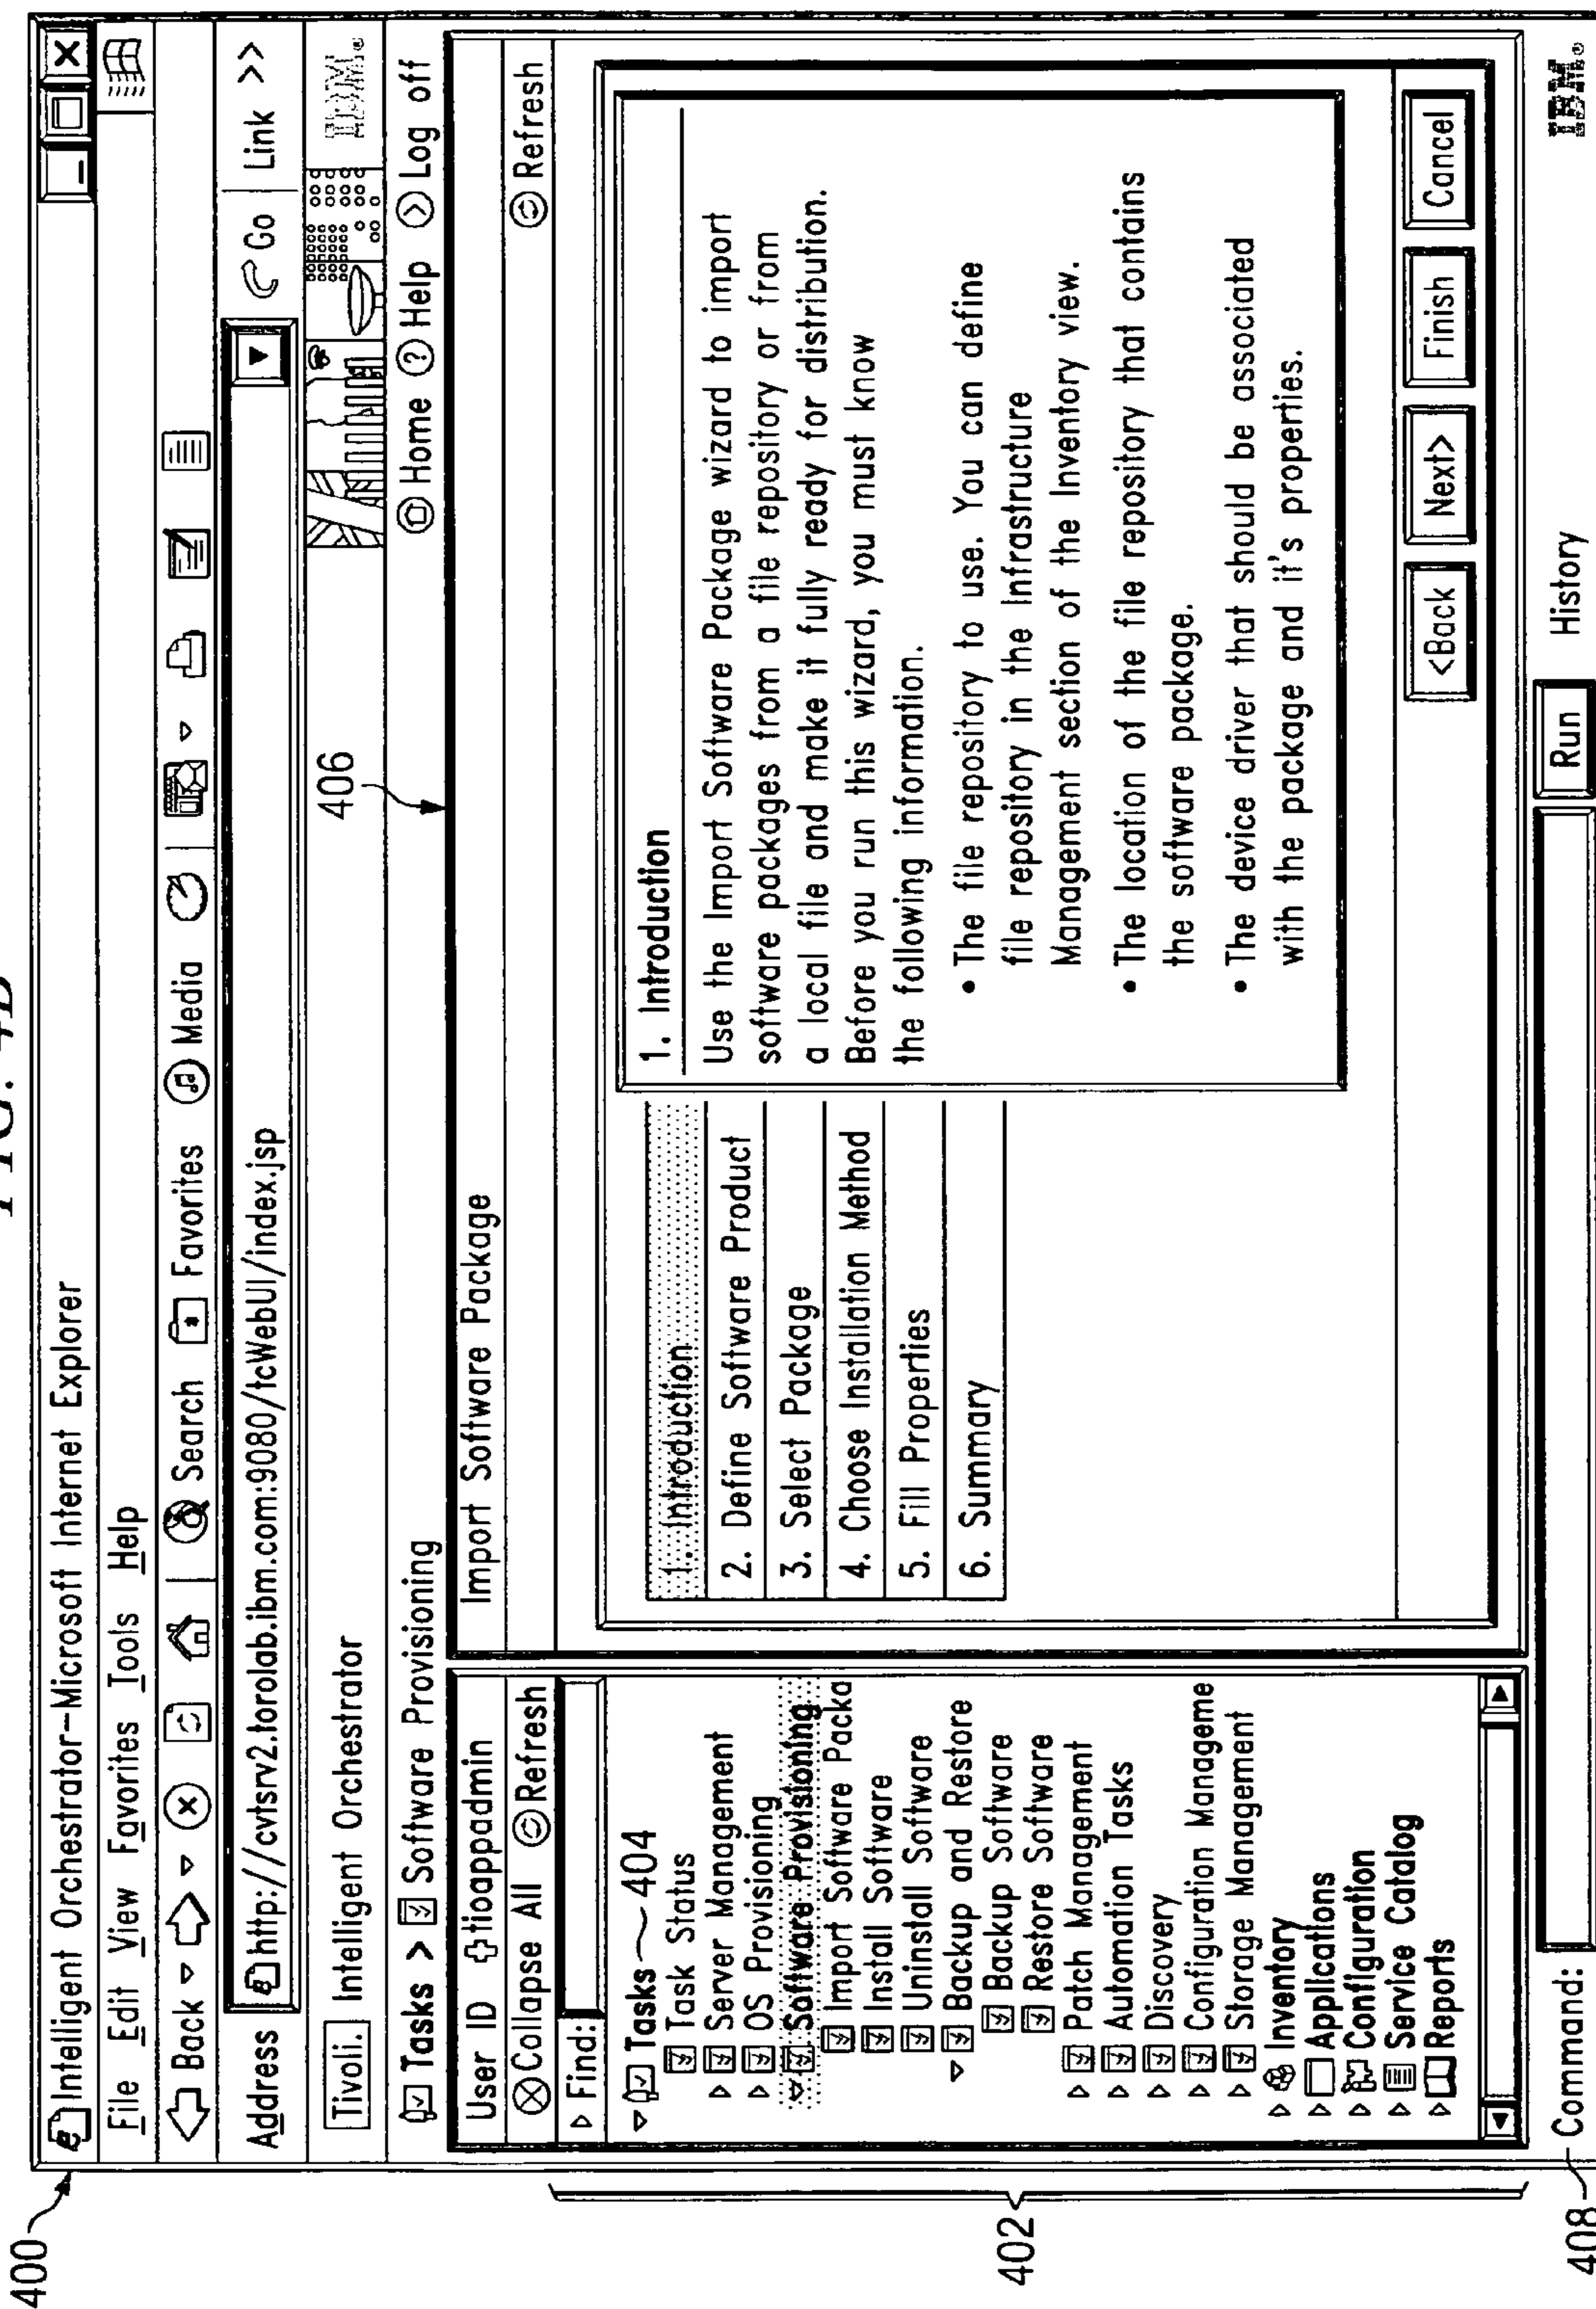 400
Intelligent Orchestrator-Microsoft Internet Explorer
File Edit View Favorites Tools Help
Back Search Favorites Media
Address http://cvtsrv2.torolab.ibm.com:9080/tcWebUI/index.jsp Go Link >>
Tivoli. Intelligent Orchestrator IBM®
406
Tasks > Software Provisioning Home Help Log off
User ID tioappadmin
Collapse All Refresh
Find:
402
Tasks 404
Task Status
Server Management
OS Provisioning
Software Provisioning
Import Software Packa
Install Software
Uninstall Software
Backup and Restore
Backup Software
Restore Software
Patch Management
Automation Tasks
Discovery
Configuration Manageme
Storage Management
Inventory
Applications
Configuration
Service Catalog
Reports
Import Software Package
Refresh
1. Introduction
2. Define Software Product
3. Select Package
4. Choose Installation Method
5. Fill Properties
6. Summary
1. Introduction
Use the Import Software Package wizard to import
software packages from a file repository or from
a local file and make it fully ready for distribution.
Before you run this wizard, you must know
the following information.
• The file repository to use. You can define
file repository in the Infrastructure
Management section of the Inventory view.
• The location of the file repository that contains
the software package.
• The device driver that should be associated
with the package and it's properties.
<Back Next> Finish Cancel
408 Command: Run History IBM®